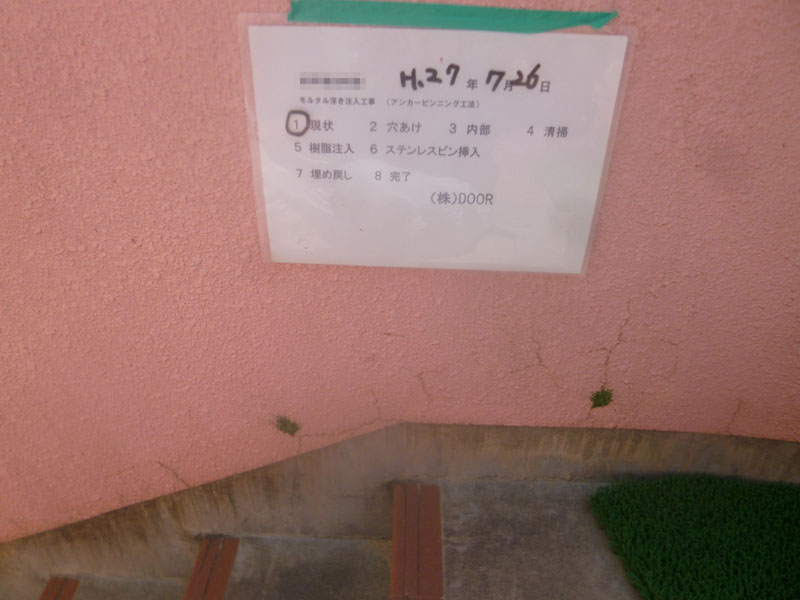 H.27年 7月26日
モルタル浮き注入工事 （アンカーピンニング工法）
1 現状 2 穴あけ 3 内部 4 清掃
5 樹脂注入 6 ステンレスピン挿入
7 埋め戻し 8 完了
（株）DOOR